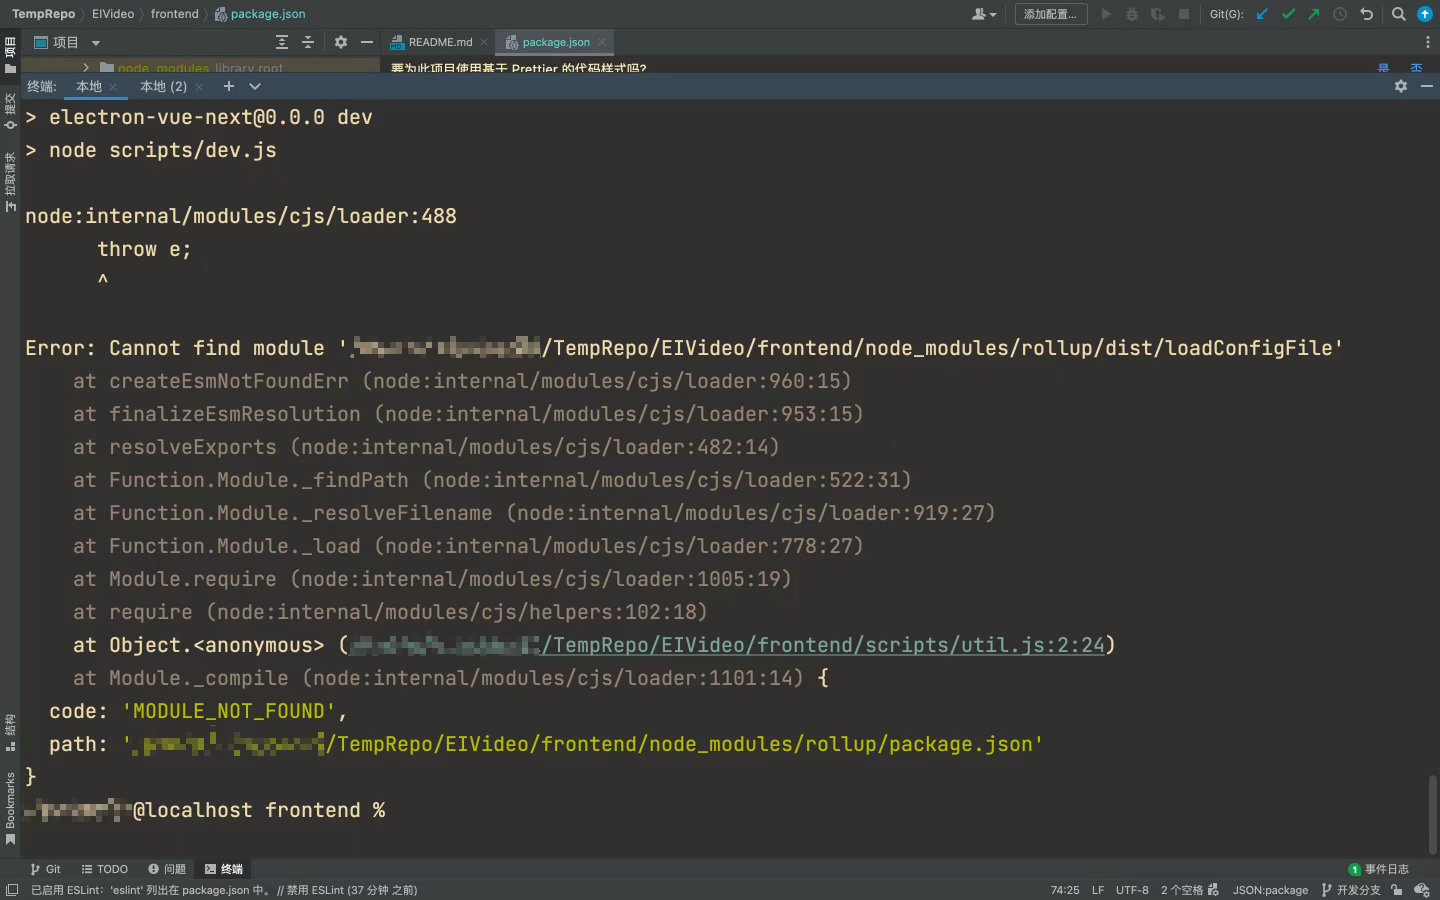 TempRepo EIVideo frontend package.json 添加配置... Git(G):
项目 README.md package.json
node_modules library root 要为此项目使用基于 Prettier 的代码样式吗? 是 否
终端: 本地 本地 (2)
> electron-vue-next@0.0.0 dev
> node scripts/dev.js
node:internal/modules/cjs/loader:488
throw e;
^
Error: Cannot find module '/TempRepo/EIVideo/frontend/node_modules/rollup/dist/loadConfigFile'
at createEsmNotFoundErr (node:internal/modules/cjs/loader:960:15)
at finalizeEsmResolution (node:internal/modules/cjs/loader:953:15)
at resolveExports (node:internal/modules/cjs/loader:482:14)
at Function.Module._findPath (node:internal/modules/cjs/loader:522:31)
at Function.Module._resolveFilename (node:internal/modules/cjs/loader:919:27)
at Function.Module._load (node:internal/modules/cjs/loader:778:27)
at Module.require (node:internal/modules/cjs/loader:1005:19)
at require (node:internal/modules/cjs/helpers:102:18)
at Object.<anonymous> (/TempRepo/EIVideo/frontend/scripts/util.js:2:24)
at Module._compile (node:internal/modules/cjs/loader:1101:14) {
code: 'MODULE_NOT_FOUND',
path: '/TempRepo/EIVideo/frontend/node_modules/rollup/package.json'
}
@localhost frontend %
项目
提交
拉取请求
结构
Bookmarks
Git TODO 问题 终端 1 事件日志
已启用 ESLint: 'eslint' 列出在 package.json 中。 // 禁用 ESLint (37 分钟 之前) 74:25 LF UTF-8 2 个空格 JSON:package 开发分支